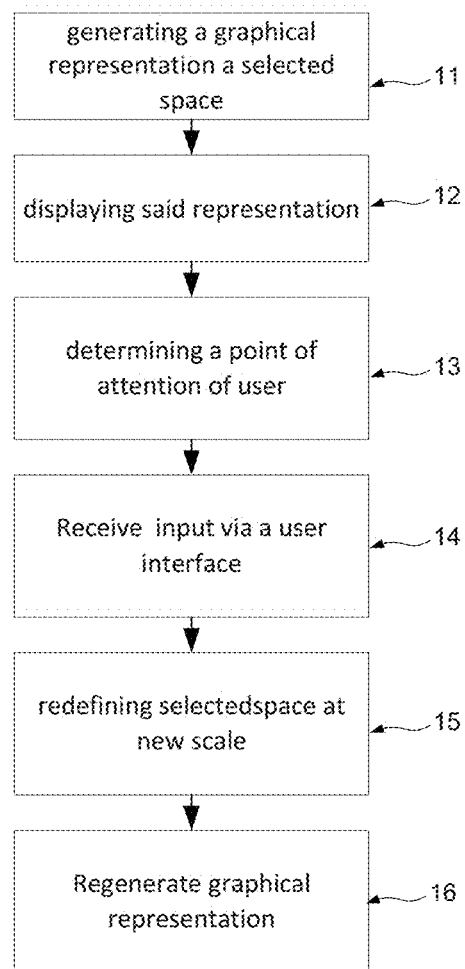 generating a graphical
representation a selected
space
11
displaying said representation
12
determining a point of
attention of user
13
Receive input via a user
interface
14
redefining selectedspace at
new scale
15
Regenerate graphical
representation
16